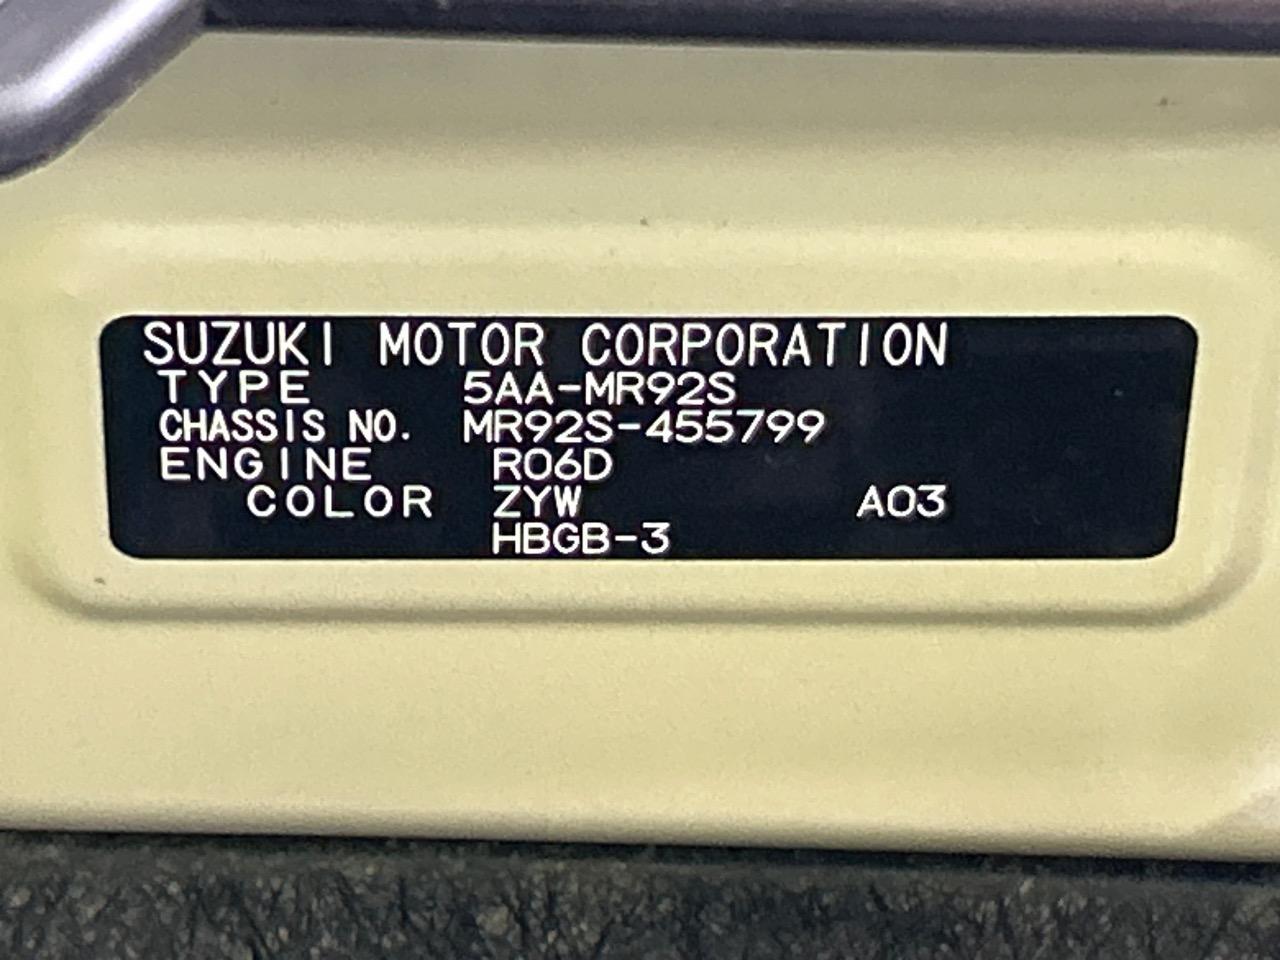 SUZUKI MOTOR CORPORATION
TYPE 5AA-MR92S
CHASSIS NO. MR92S-455799
ENGINE R06D
COLOR ZYW A03
HBGB-3